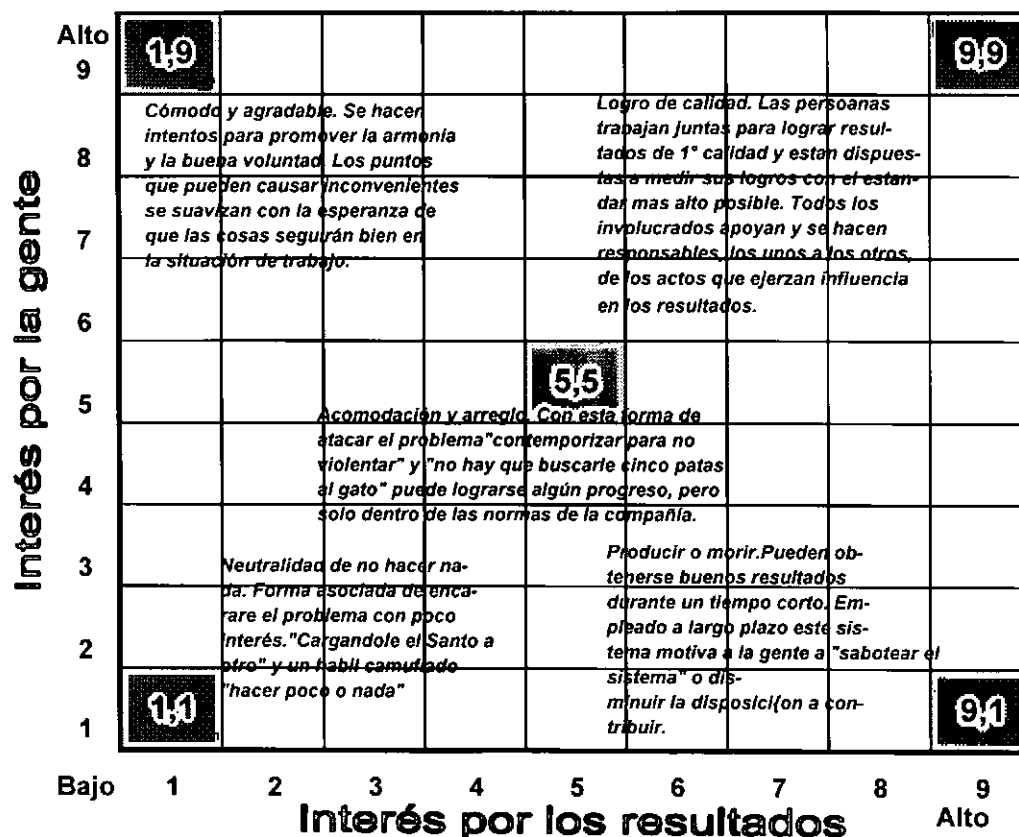 Alto
9
8
7
6
5
4
3
2
1
Interés por la gente
1,9
9,9
Cómodo y agradable. Se hacen
intentos para promover la armonía
y la buena voluntad. Los puntos
que pueden causar inconvenientes
se suavizan con la esperanza de
que las cosas seguirán bien en
la situación de trabajo.
Logro de calidad. Las persoanas
trabajan juntas para lograr resul-
tados de 1° calidad y estan dispues-
tas a medir sus logros con el estan-
dar mas alto posible. Todos los
involucrados apoyan y se hacen
responsables, los unos a los otros,
de los actos que ejerzan influencia
en los resultados.
5,5
Acomodación y arreglo. Con esta forma de
atacar el problema"contemporizar para no
violentar" y "no hay que buscarle cinco patas
al gato" puede lograrse algún progreso, pero
solo dentro de las normas de la compañía.
Neutralidad de no hacer na-
da. Forma asociada de enca-
rare el problema con poco
interés."Cargandole el Santo a
otro" y un habil camuflado
"hacer poco o nada"
Producir o morir.Pueden ob-
tenerse buenos resultados
durante un tiempo corto. Em-
pleado a largo plazo este sis-
tema motiva a la gente a "sabotear el
sistema" o dis-
minuir la disposici{on a con-
tribuir.
1,1
9,1
Bajo 1 2 3 4 5 6 7 8 9
Interés por los resultados
Alto